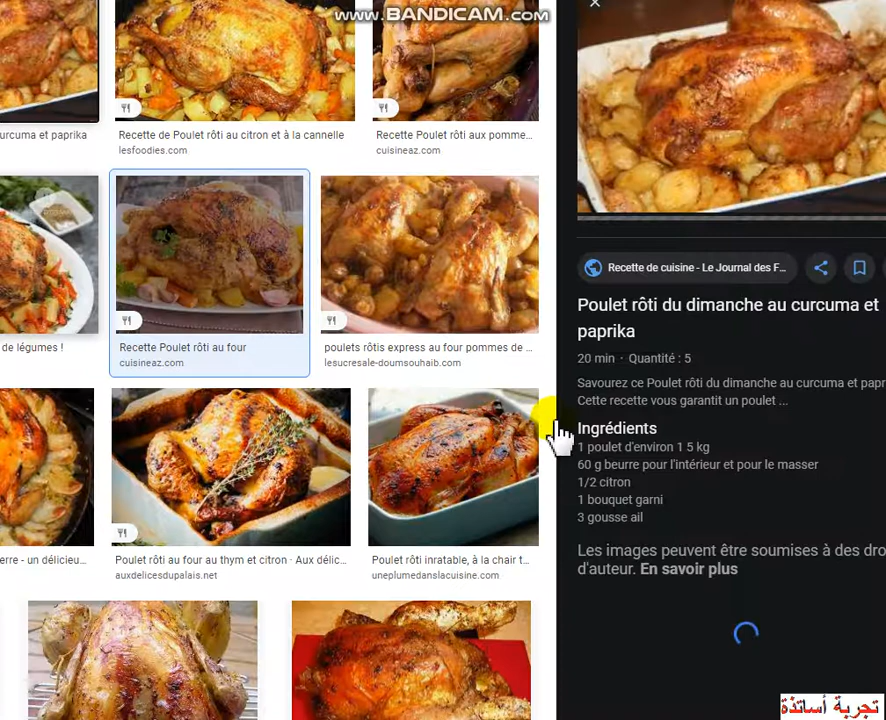 www.BANDICAM.com
urcuma et paprika
Recette de Poulet rôti au citron et à la cannelle
lesfoodies.com
Recette Poulet rôti aux pomme...
cuisineaz.com
de légumes !
Recette Poulet rôti au four
cuisineaz.com
poulets rôtis express au four pommes de ...
lesucresale-doumsouhaib.com
erre - un délicieu...
Poulet rôti au four au thym et citron · Aux délic...
auxdelicesdupalais.net
Poulet rôti inratable, à la chair t...
uneplumedanslacuisine.com
Recette de cuisine - Le Journal des F...
Poulet rôti du dimanche au curcuma et
paprika
20 min · Quantité : 5
Savourez ce Poulet rôti du dimanche au curcuma et papr
Cette recette vous garantit un poulet ...
Ingrédients
1 poulet d'environ 1 5 kg
60 g beurre pour l'intérieur et pour le masser
1/2 citron
1 bouquet garni
3 gousse ail
Les images peuvent être soumises à des dro
d'auteur. En savoir plus
تجربة أساتذة